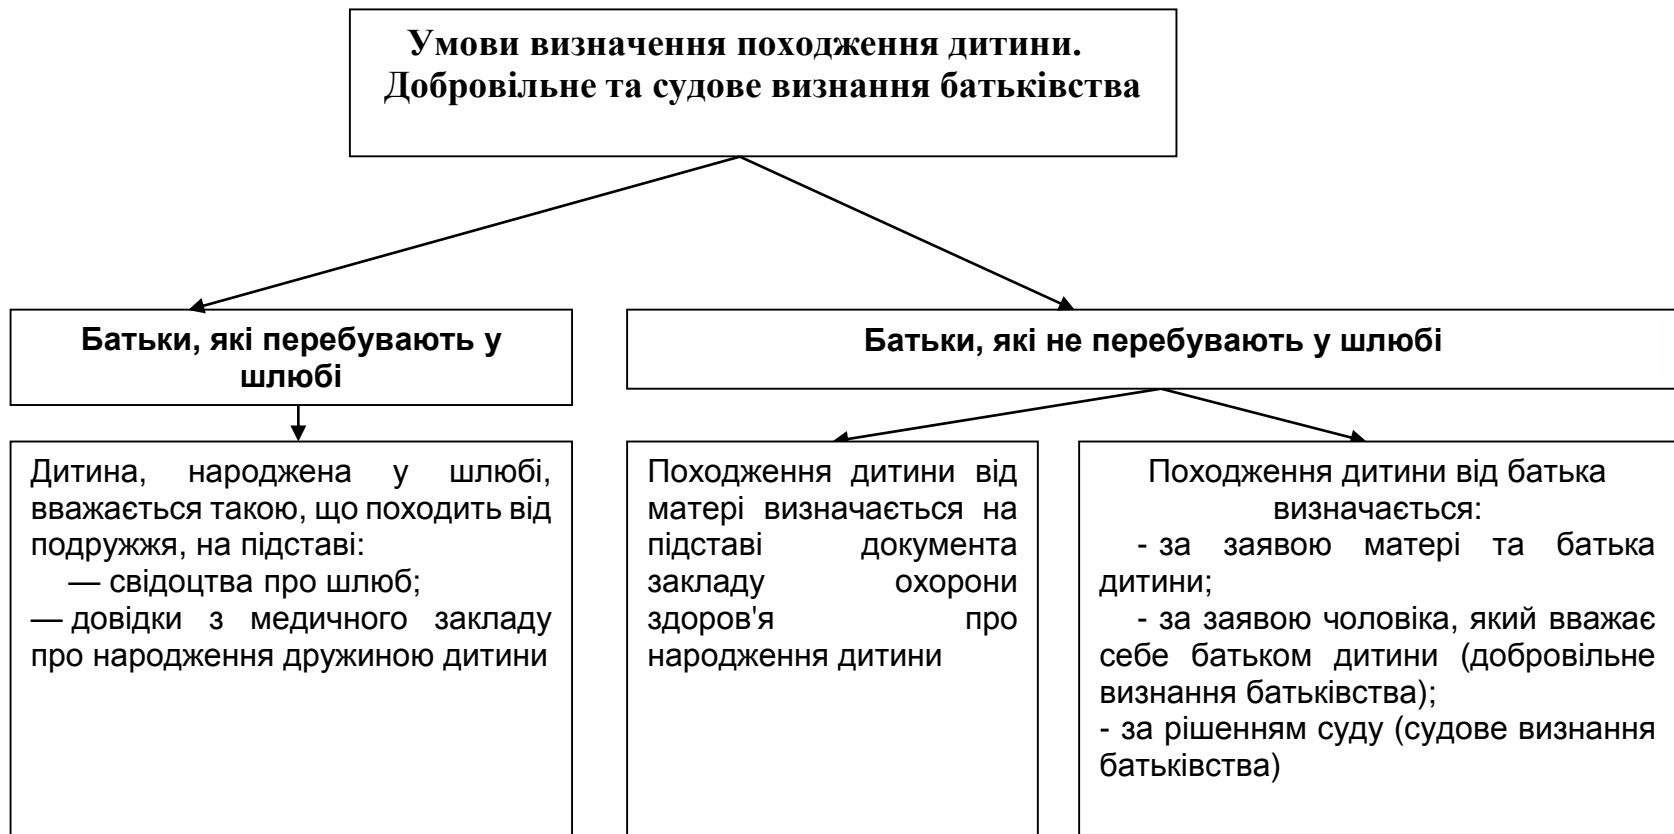 Умови визначення походження дитини.
Добровільне та судове визнання батьківства
Батьки, які перебувають у
шлюбі
Батьки, які не перебувають у шлюбі
Дитина, народжена у шлюбі,
вважається такою, що походить від
подружжя, на підставі:
— свідоцтва про шлюб;
— довідки з медичного закладу
про народження дружиною дитини
Походження дитини від
матері визначається на
підставі документа
закладу охорони
здоров'я про
народження дитини
Походження дитини від батька
визначається:
- за заявою матері та батька
дитини;
- за заявою чоловіка, який вважає
себе батьком дитини (добровільне
визнання батьківства);
- за рішенням суду (судове визнання
батьківства)